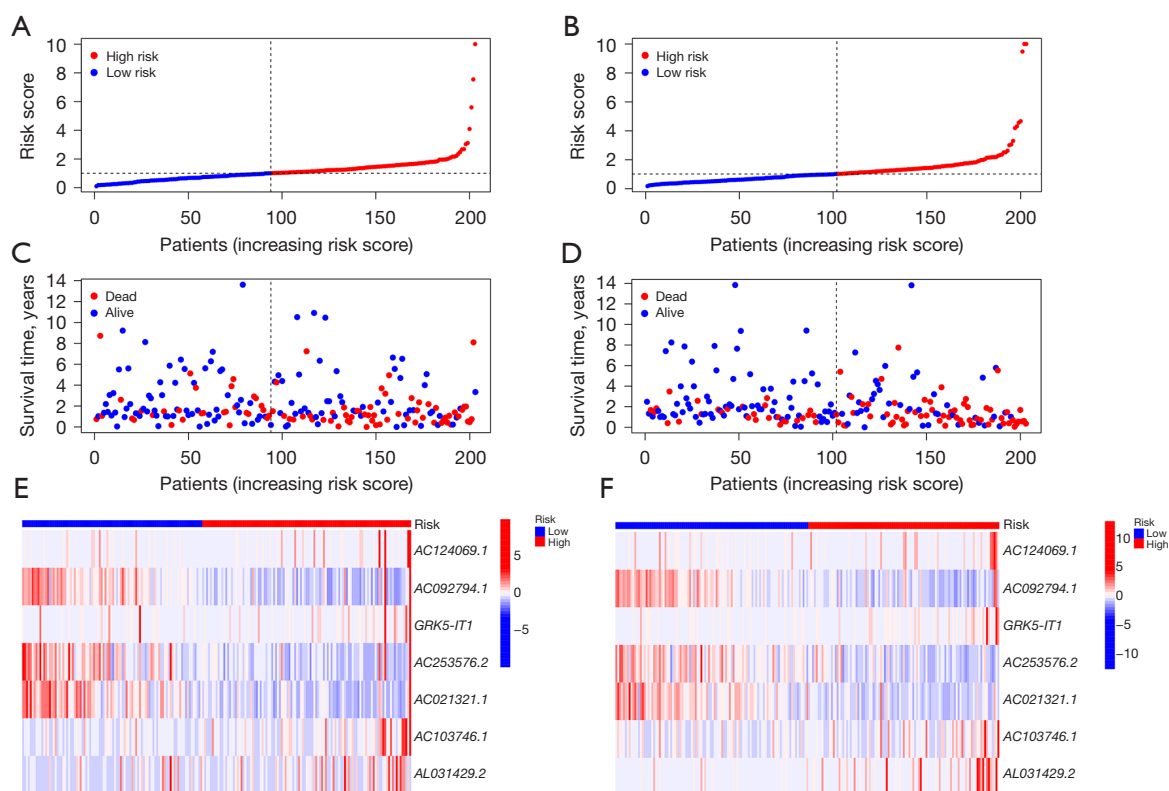 A
10
8
6
4
2
0
Risk score
High risk
Low risk
0 50 100 150 200
Patients (increasing risk score)
B
10
8
6
4
2
0
Risk score
High risk
Low risk
0 50 100 150 200
Patients (increasing risk score)
C
14
12
10
8
6
4
2
0
Survival time, years
Dead
Alive
0 50 100 150 200
Patients (increasing risk score)
D
14
12
10
8
6
4
2
0
Survival time, years
Dead
Alive
0 50 100 150 200
Patients (increasing risk score)
E
Risk
AC124069.1
AC092794.1
GRK5-IT1
AC253576.2
AC021321.1
AC103746.1
AL031429.2
5
0
−5
Risk
Low
High
F
Risk
AC124069.1
AC092794.1
GRK5-IT1
AC253576.2
AC021321.1
AC103746.1
AL031429.2
10
5
0
−5
−10
Risk
Low
High